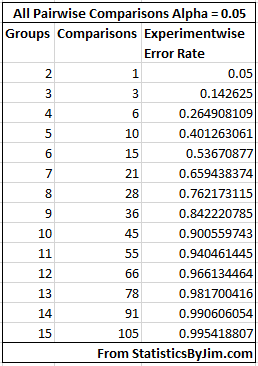 All Pairwise Comparisons Alpha = 0.05
Groups Comparisons Experimentwise
Error Rate
2 1 0.05
3 3 0.142625
4 6 0.264908109
5 10 0.401263061
6 15 0.53670877
7 21 0.659438374
8 28 0.762173115
9 36 0.842220785
10 45 0.900559743
11 55 0.940461445
12 66 0.966134464
13 78 0.981700416
14 91 0.990606054
15 105 0.995418807
From StatisticsByJim.com